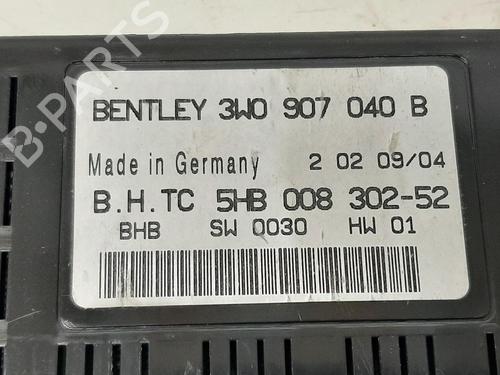 B-PARTS
BENTLEY 3W0 907 040 B
Made in Germany 2 02 09/04
B.H.TC 5HB 008 302-52
BHB SW 0030 HW 01